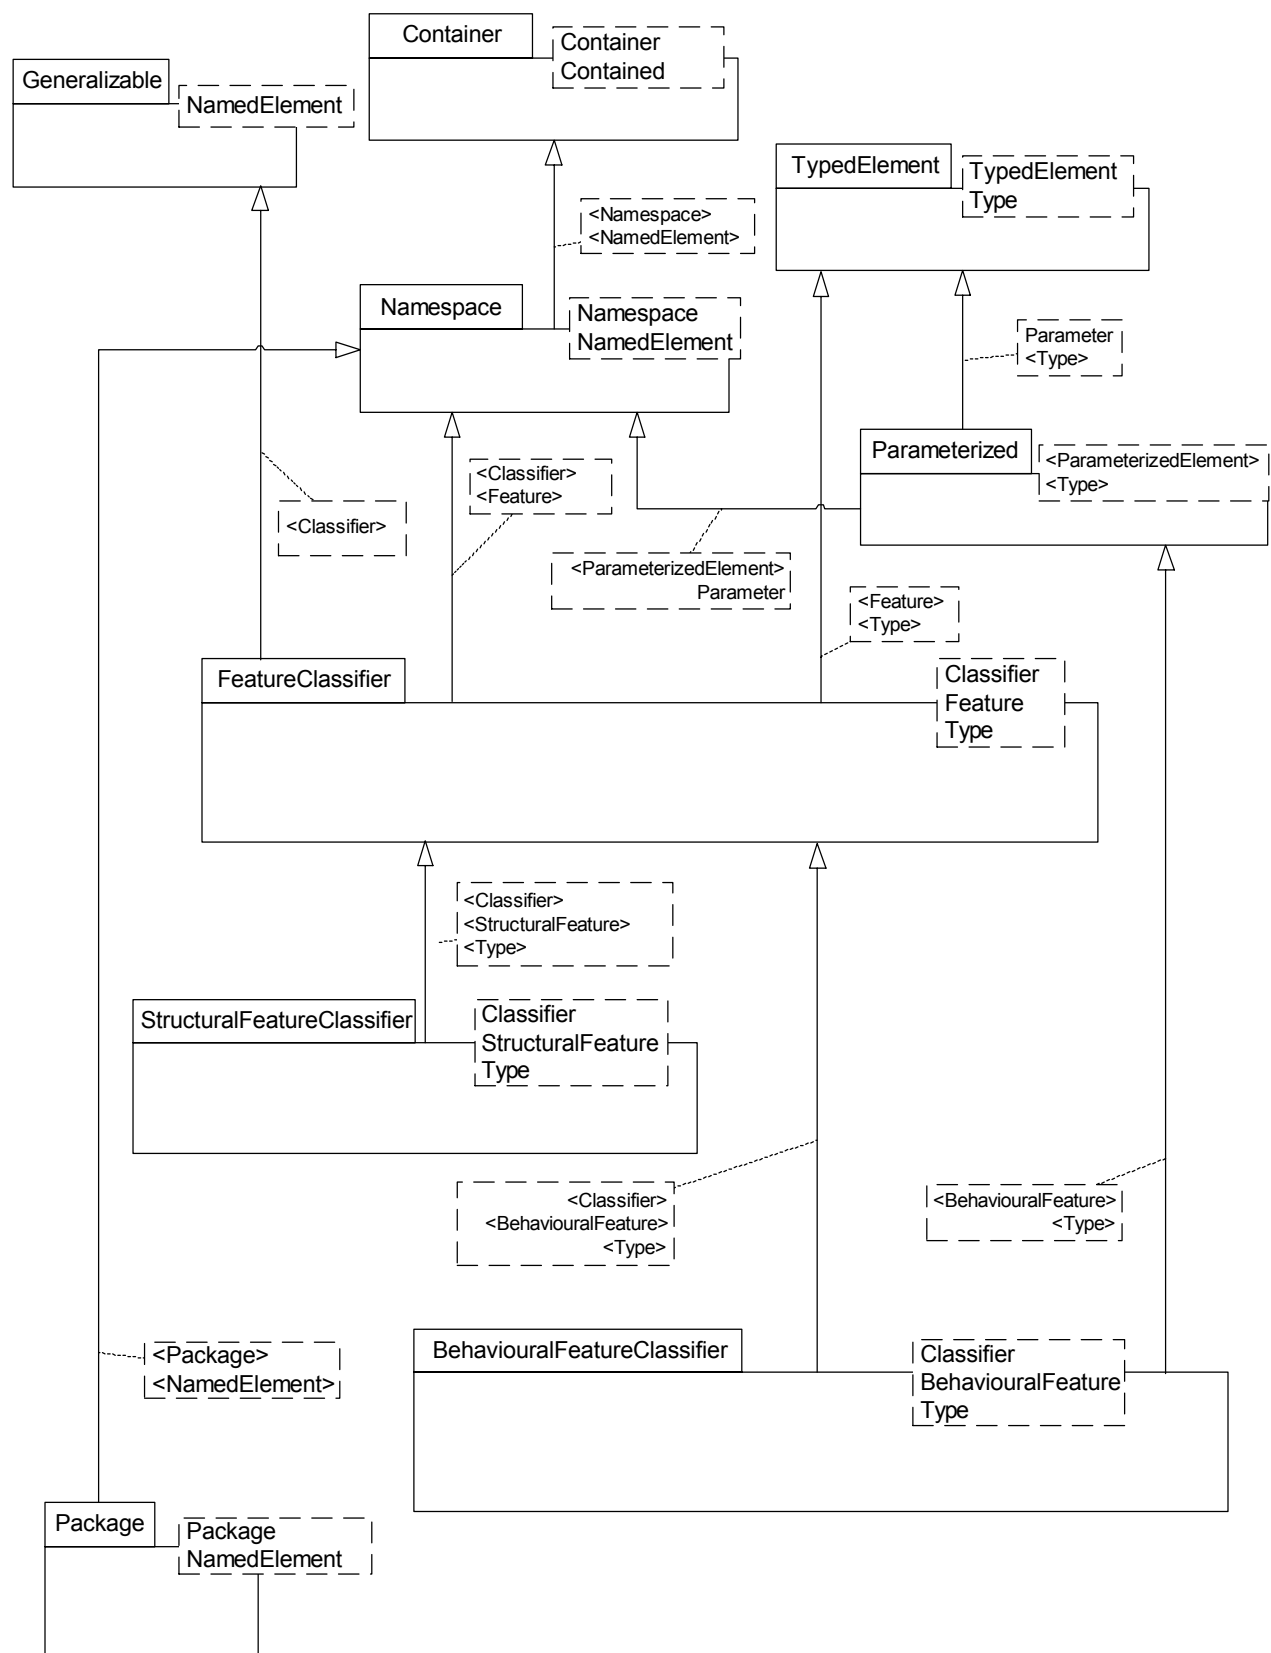 Container
Container
Contained
Generalizable
NamedElement
TypedElement
TypedElement
Type
<Namespace>
<NamedElement>
Namespace
Namespace
NamedElement
Parameter
<Type>
Parameterized
<ParameterizedElement>
<Type>
<Classifier>
<Feature>
<Classifier>
<ParameterizedElement>
Parameter
<Feature>
<Type>
FeatureClassifier
Classifier
Feature
Type
<Classifier>
<StructuralFeature>
<Type>
StructuralFeatureClassifier
Classifier
StructuralFeature
Type
<Classifier>
<BehaviouralFeature>
<Type>
<BehaviouralFeature>
<Type>
<Package>
<NamedElement>
BehaviouralFeatureClassifier
Classifier
BehaviouralFeature
Type
Package
Package
NamedElement